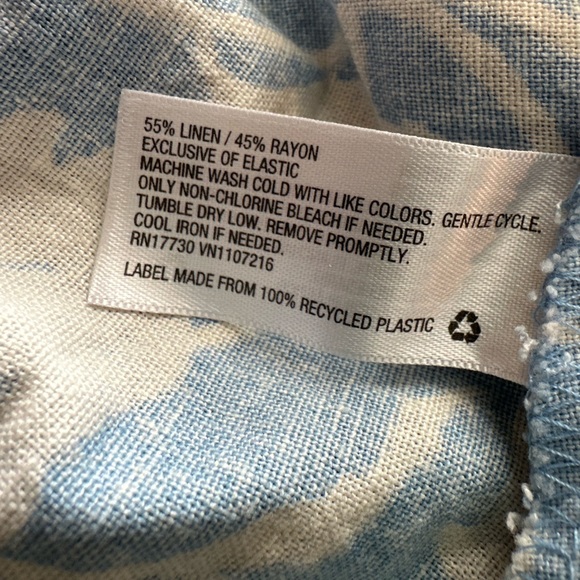 55% LINEN / 45% RAYON
EXCLUSIVE OF ELASTIC
MACHINE WASH COLD WITH LIKE COLORS. GENTLE CYCLE.
ONLY NON-CHLORINE BLEACH IF NEEDED.
TUMBLE DRY LOW. REMOVE PROMPTLY.
COOL IRON IF NEEDED.
RN17730 VN1107216
LABEL MADE FROM 100% RECYCLED PLASTIC